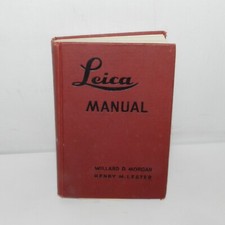 Leica
MANUAL
WILLARD D. MORGAN
HENRY M. LESTER